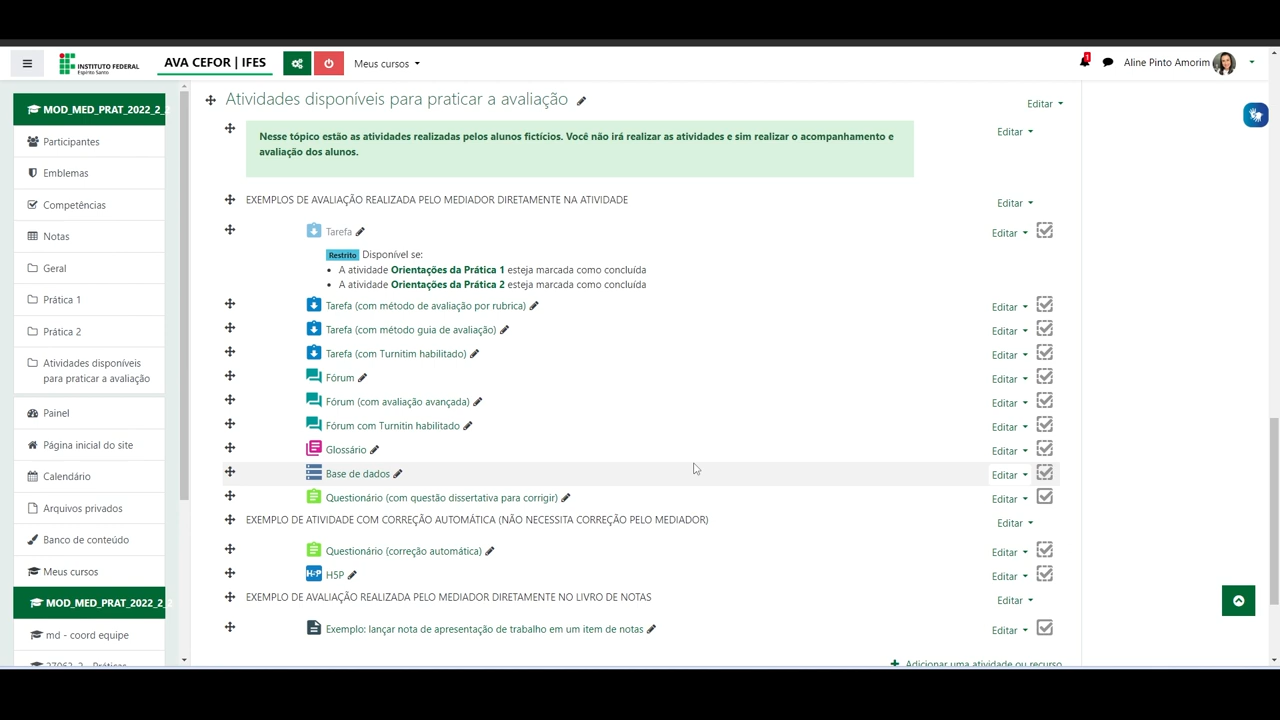 INSTITUTO FEDERAL
Espírito Santo
AVA CEFOR | IFES
Meus cursos
1
Aline Pinto Amorim
MOD_MED_PRAT_2022_2_2
Participantes
Emblemas
Competências
Notas
Geral
Prática 1
Prática 2
Atividades disponíveis
para praticar a avaliação
Painel
Página inicial do site
Calendário
Arquivos privados
Banco de conteúdo
Meus cursos
MOD_MED_PRAT_2022_2_2
md - coord equipe
Atividades disponíveis para praticar a avaliação
Editar
Nesse tópico estão as atividades realizadas pelos alunos fictícios. Você não irá realizar as atividades e sim realizar o acompanhamento e
avaliação dos alunos.
Editar
EXEMPLOS DE AVALIAÇÃO REALIZADA PELO MEDIADOR DIRETAMENTE NA ATIVIDADE
Editar
Tarefa
Editar
Restrito Disponível se:
A atividade Orientações da Prática 1 esteja marcada como concluída
A atividade Orientações da Prática 2 esteja marcada como concluída
Tarefa (com método de avaliação por rubrica)
Editar
Tarefa (com método guia de avaliação)
Editar
Tarefa (com Turnitim habilitado)
Editar
Fórum
Editar
Fórum (com avaliação avançada)
Editar
Fórum com Turnitin habilitado
Editar
Glossário
Editar
Base de dados
Editar
Questionário (com questão dissertativa para corrigir)
Editar
EXEMPLO DE ATIVIDADE COM CORREÇÃO AUTOMÁTICA (NÃO NECESSITA CORREÇÃO PELO MEDIADOR)
Editar
Questionário (correção automática)
Editar
H-P H5P
Editar
EXEMPLO DE AVALIAÇÃO REALIZADA PELO MEDIADOR DIRETAMENTE NO LIVRO DE NOTAS
Editar
Exemplo: lançar nota de apresentação de trabalho em um item de notas
Editar
Adicionar uma atividade ou recurso